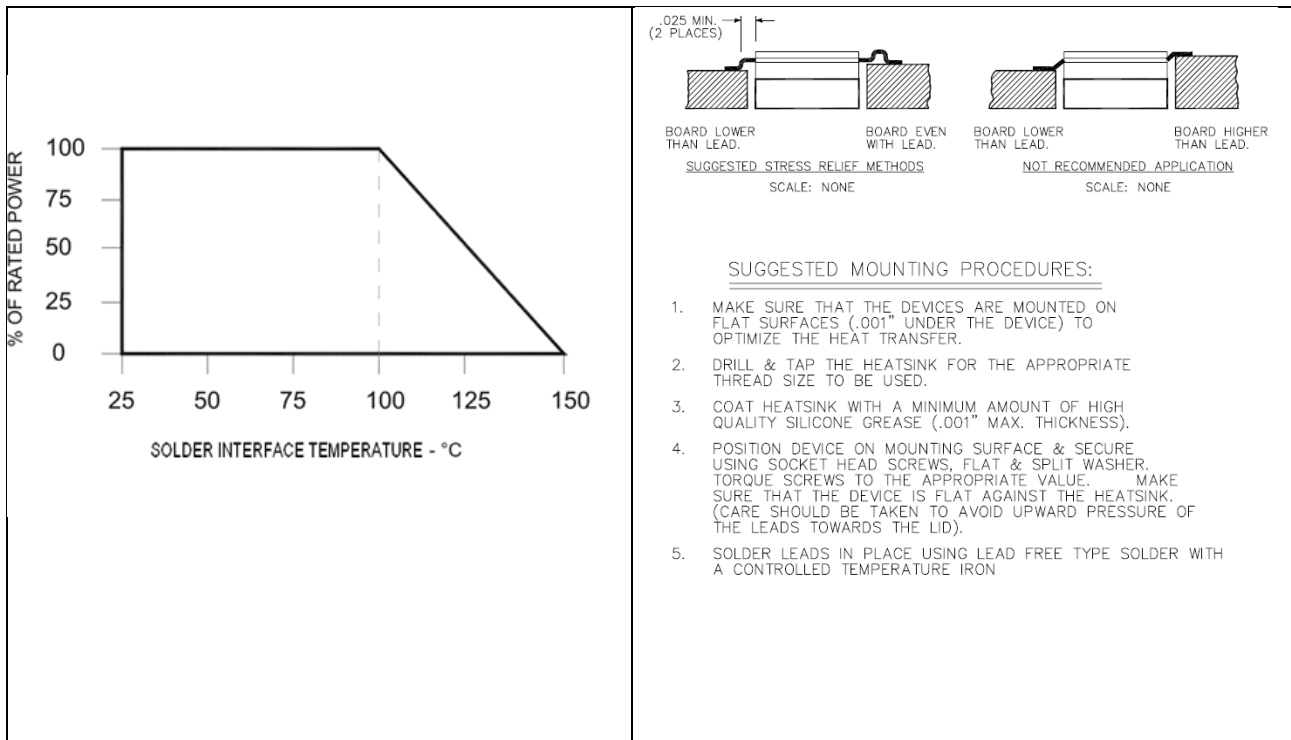 % OF RATED POWER
100
75
50
25
0
25 50 75 100 125 150
SOLDER INTERFACE TEMPERATURE - °C
.025 MIN.
(2 PLACES)
BOARD LOWER
THAN LEAD.
BOARD EVEN
WITH LEAD.
SUGGESTED STRESS RELIEF METHODS
SCALE: NONE
BOARD LOWER
THAN LEAD.
BOARD HIGHER
THAN LEAD.
NOT RECOMMENDED APPLICATION
SCALE: NONE
SUGGESTED MOUNTING PROCEDURES:
1. MAKE SURE THAT THE DEVICES ARE MOUNTED ON
FLAT SURFACES (.001" UNDER THE DEVICE) TO
OPTIMIZE THE HEAT TRANSFER.
2. DRILL & TAP THE HEATSINK FOR THE APPROPRIATE
THREAD SIZE TO BE USED.
3. COAT HEATSINK WITH A MINIMUM AMOUNT OF HIGH
QUALITY SILICONE GREASE (.001" MAX. THICKNESS).
4. POSITION DEVICE ON MOUNTING SURFACE & SECURE
USING SOCKET HEAD SCREWS, FLAT & SPLIT WASHER.
TORQUE SCREWS TO THE APPROPRIATE VALUE. MAKE
SURE THAT THE DEVICE IS FLAT AGAINST THE HEATSINK.
(CARE SHOULD BE TAKEN TO AVOID UPWARD PRESSURE OF
THE LEADS TOWARDS THE LID).
5. SOLDER LEADS IN PLACE USING LEAD FREE TYPE SOLDER WITH
A CONTROLLED TEMPERATURE IRON